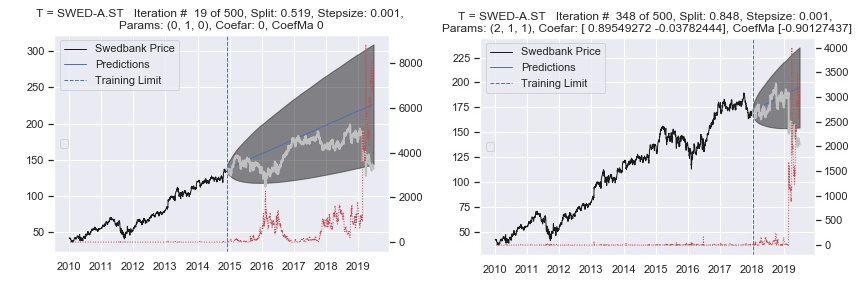 T = SWED-A.ST Iteration # 19 of 500, Split: 0.519, Stepsize: 0.001,
Params: (0, 1, 0), Coefar: 0, CoefMa 0
300
250
200
150
100
50
Swedbank Price
Predictions
Training Limit
8000
6000
4000
2000
0
2010 2011 2012 2013 2014 2015 2016 2017 2018 2019
T = SWED-A.ST Iteration # 348 of 500, Split: 0.848, Stepsize: 0.001,
Params: (2, 1, 1), Coefar: [ 0.89549272 -0.03782444], CoefMa [-0.90127437]
225
200
175
150
125
100
75
50
Swedbank Price
Predictions
Training Limit
4000
3500
3000
2500
2000
1500
1000
500
0
2010 2011 2012 2013 2014 2015 2016 2017 2018 2019